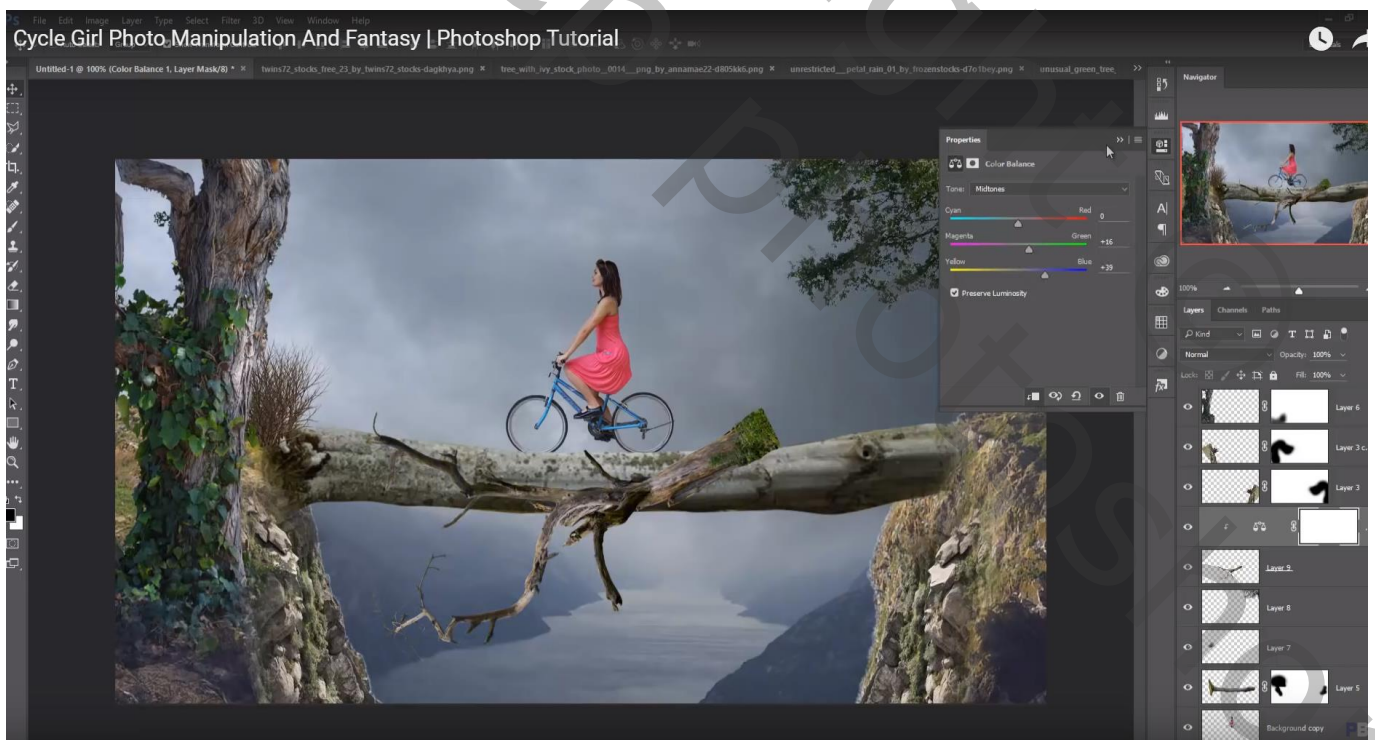 File Edit Image Layer Type Select Filter 3D View Window Help
Cycle Girl Photo Manipulation And Fantasy | Photoshop Tutorial
Untitled-1 @ 100% (Color Balance 1, Layer Mask/8) * × twins72_stocks_free_23_by_twins72_stocks-dagkhya.png × tree_with_ivy_stock_photo__0014___png_by_annamae22-d805kk6.png × unrestricted__petal_rain_01_by_frozenstocks-d7o1bey.png × unusual_green_tree_
Navigator
Properties
Color Balance
Tone: Midtones
Cyan Red 0
Magenta Green +16
Yellow Blue +39
Preserve Luminosity
100%
Layers Channels Paths
Kind
Normal Opacity: 100%
Lock: Fill: 100%
Layer 6
Layer 3 c
Layer 3
Layer 9
Layer 8
Layer 7
Layer 5
Background copy